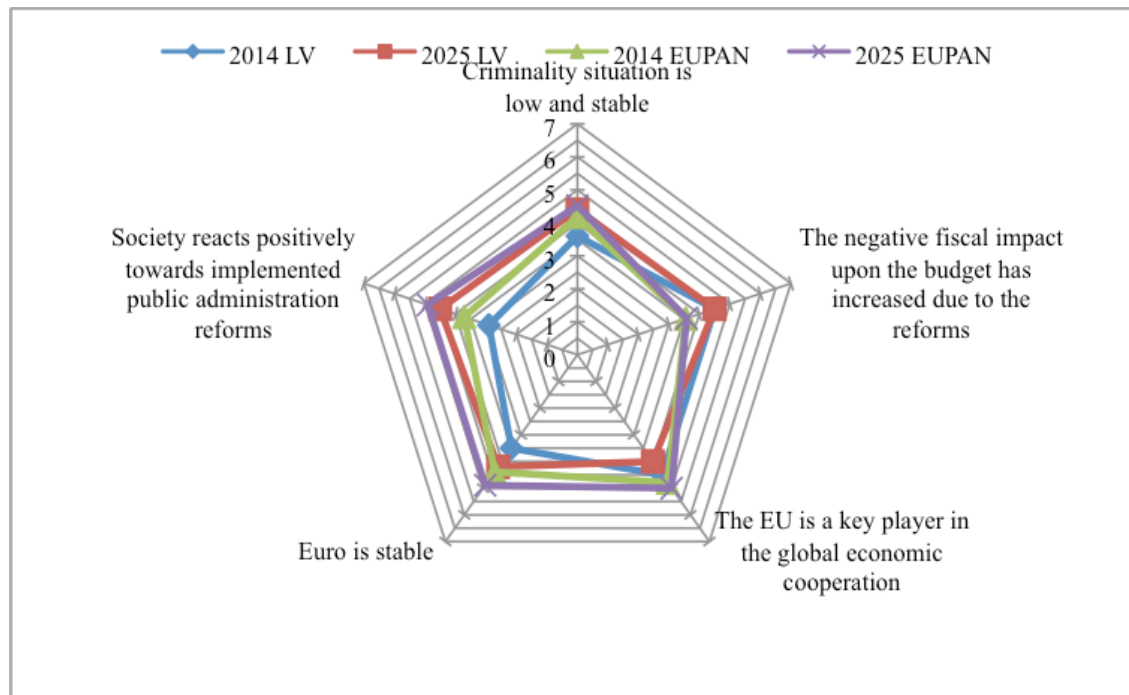 2014 LV 2025 LV 2014 EUPAN 2025 EUPAN
Criminality situation is
low and stable
7
6
5
4
3
2
1
0
The negative fiscal impact
upon the budget has
increased due to the
reforms
The EU is a key player in
the global economic
cooperation
Euro is stable
Society reacts positively
towards implemented
public administration
reforms